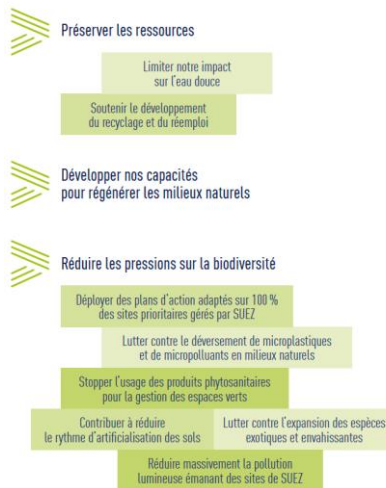 Préserver les ressources
Limiter notre impact
sur l'eau douce
Soutenir le développement
du recyclage et du réemploi
Développer nos capacités
pour régénérer les milieux naturels
Réduire les pressions sur la biodiversité
Déployer des plans d'action adaptés sur 100 %
des sites prioritaires gérés par SUEZ
Lutter contre le déversement de microplastiques
et de micropolluants en milieux naturels
Stopper l'usage des produits phytosanitaires
pour la gestion des espaces verts
Contribuer à réduire
le rythme d'artificialisation des sols
Lutter contre l'expansion des espèces
exotiques et envahissantes
Réduire massivement la pollution
lumineuse émanant des sites de SUEZ